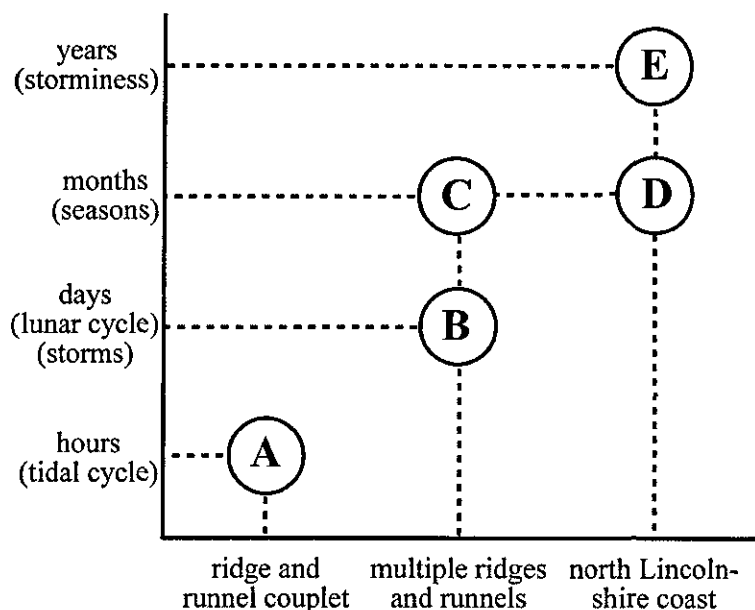 years
(storminess)
E
months
(seasons)
C
D
days
(lunar cycle)
(storms)
B
hours
(tidal cycle)
A
ridge and
runnel couplet
multiple ridges
and runnels
north Lincoln-
shire coast